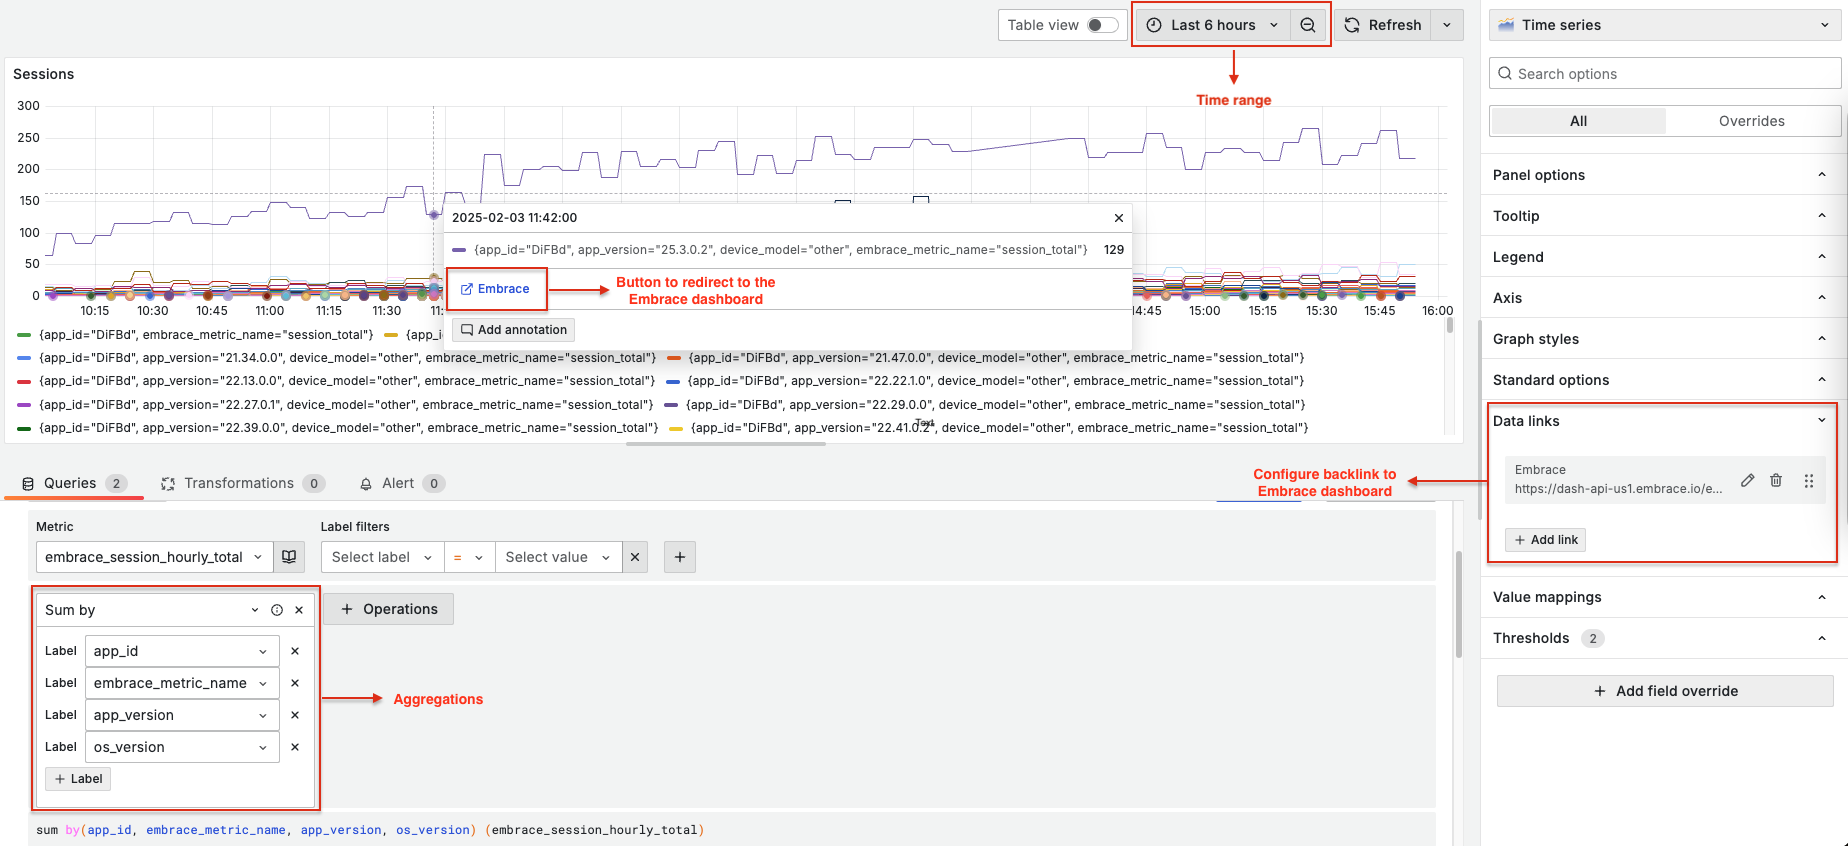 Table view
Last 6 hours
Refresh
Time range
Sessions
300
250
200
150
100
50
0
10:15 10:30 10:45 11:00 11:15 11:30 15:00 15:15 15:30 15:45 16:00
2025-02-03 11:42:00
{app_id="DiFBd", app_version="25.3.0.2", device_model="other", embrace_metric_name="session_total"} 129
Embrace
Button to redirect to the
Embrace dashboard
Add annotation
{app_id="DiFBd", embrace_metric_name="session_total"}
{app_id="DiFBd", app_version="21.34.0.0", device_model="other", embrace_metric_name="session_total"} {app_id="DiFBd", app_version="21.47.0.0", device_model="other", embrace_metric_name="session_total"}
{app_id="DiFBd", app_version="22.13.0.0", device_model="other", embrace_metric_name="session_total"} {app_id="DiFBd", app_version="22.22.1.0", device_model="other", embrace_metric_name="session_total"}
{app_id="DiFBd", app_version="22.27.0.1", device_model="other", embrace_metric_name="session_total"} {app_id="DiFBd", app_version="22.29.0.0", device_model="other", embrace_metric_name="session_total"}
{app_id="DiFBd", app_version="22.39.0.0", device_model="other", embrace_metric_name="session_total"} {app_id="DiFBd", app_version="22.41.0.2", device_model="other", embrace_metric_name="session_total"}
Text
Queries 2 Transformations 0 Alert 0
Metric Label filters
embrace_session_hourly_total Select label = Select value
Sum by
+ Operations
Label app_id
Label embrace_metric_name
Label app_version
Label os_version
+ Label
Aggregations
sum by(app_id, embrace_metric_name, app_version, os_version) (embrace_session_hourly_total)
Time series
Search options
All Overrides
Panel options
Tooltip
Legend
Axis
Graph styles
Standard options
Data links
Embrace
https://dash-api-us1.embrace.io/e...
+ Add link
Configure backlink to
Embrace dashboard
Value mappings
Thresholds 2
+ Add field override